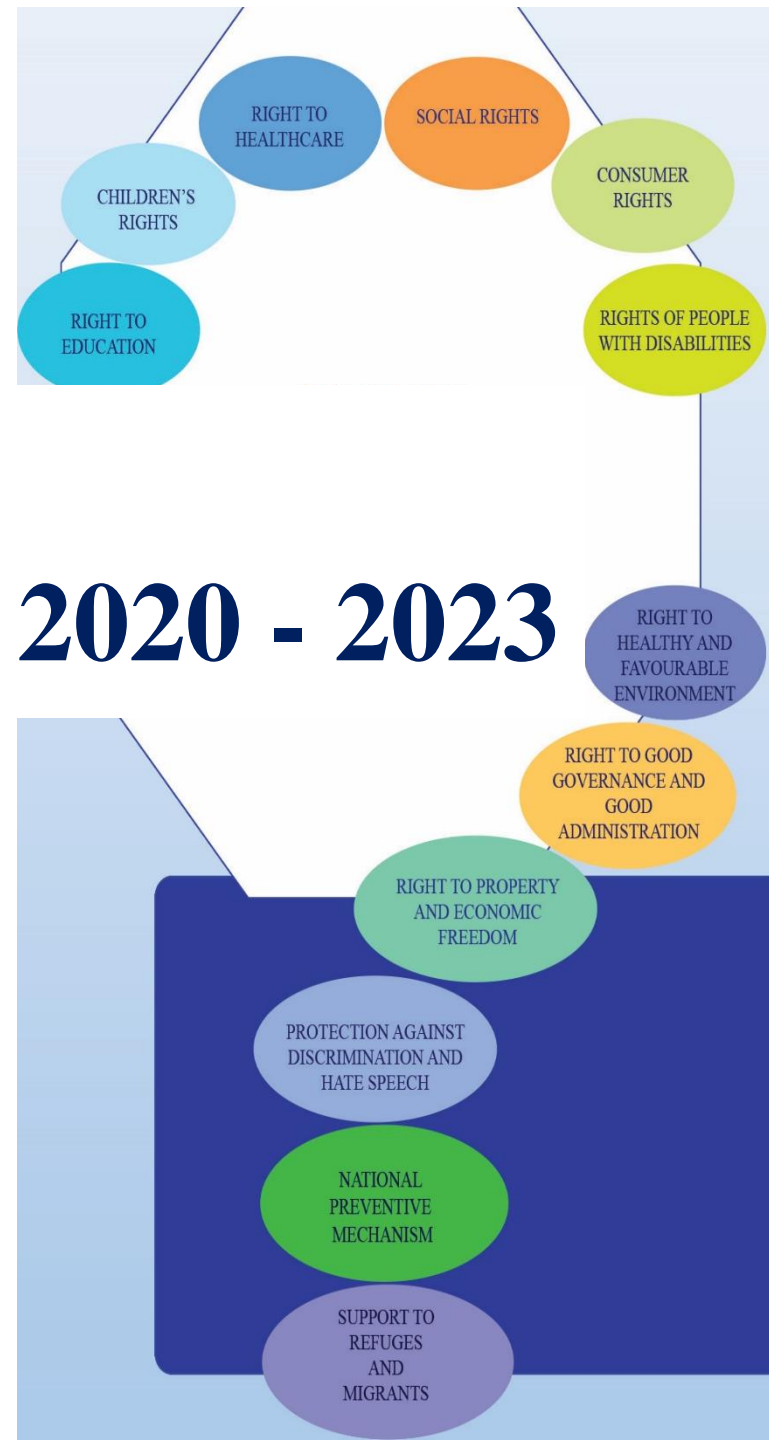 RIGHT TO
HEALTHCARE
SOCIAL RIGHTS
CHILDREN'S
RIGHTS
CONSUMER
RIGHTS
RIGHT TO
EDUCATION
RIGHTS OF PEOPLE
WITH DISABILITIES
2020 - 2023
RIGHT TO
HEALTHY AND
FAVOURABLE
ENVIRONMENT
RIGHT TO GOOD
GOVERNANCE AND
GOOD
ADMINISTRATION
RIGHT TO PROPERTY
AND ECONOMIC
FREEDOM
PROTECTION AGAINST
DISCRIMINATION AND
HATE SPEECH
NATIONAL
PREVENTIVE
MECHANISM
SUPPORT TO
REFUGES
AND
MIGRANTS